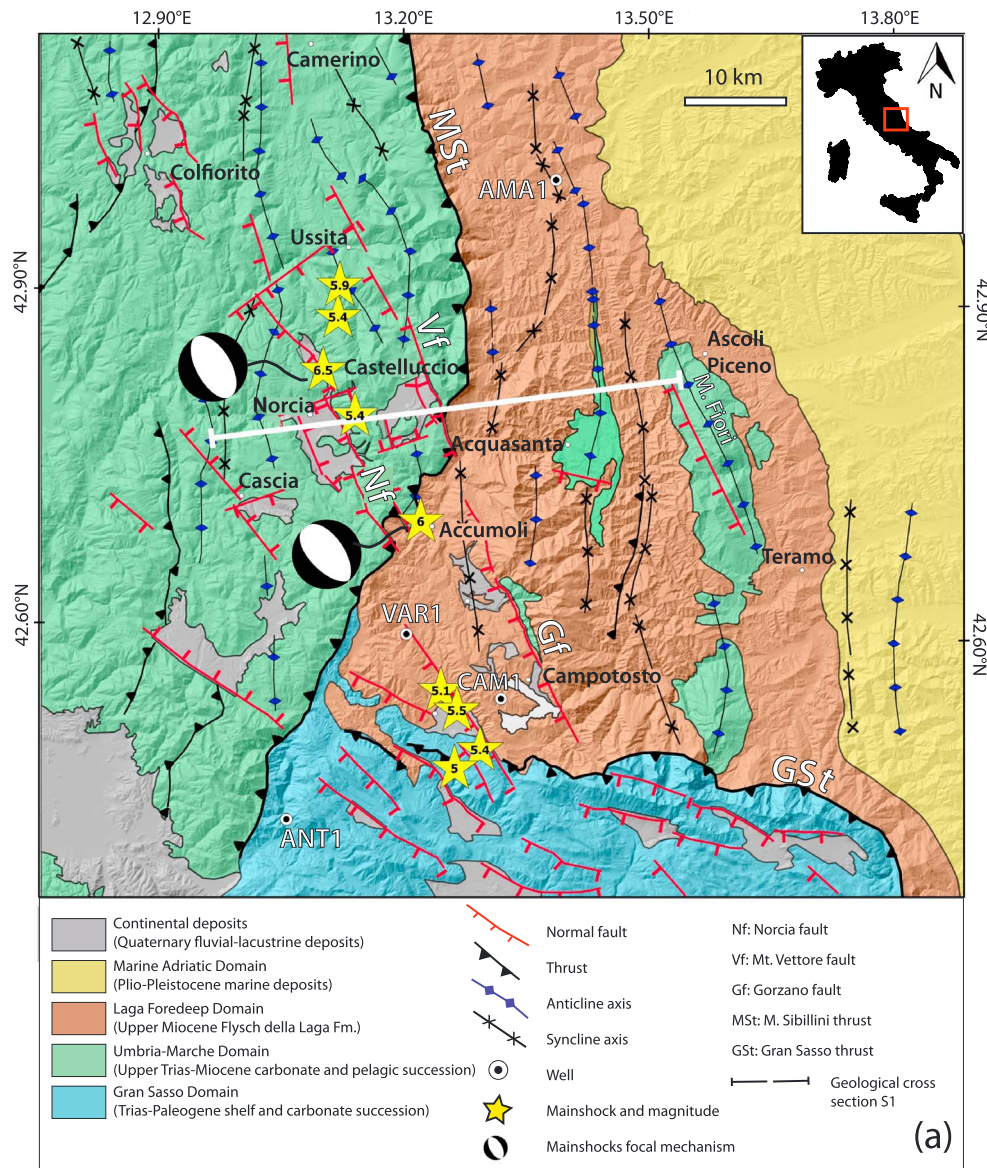 12.90°E
13.20°E
13.50°E
13.80°E
Camerino
10 km
N
MSt
Colfiorito
AMA1
Ussita
42.90°N
5.9
42.90°N
5.4
Vf
Ascoli
Piceno
6.5
Castelluccio
M. Fiori
Norcia
5.4
Acquasanta
Cascia
Nf
6
Accumoli
Teramo
42.60°N
VAR1
42.60°N
Gf
CAM1
Campotosto
5.1
5.5
5.4
5
GSt
ANT1
Continental deposits
(Quaternary fluvial-lacustrine deposits)
Marine Adriatic Domain
(Plio-Pleistocene marine deposits)
Laga Foredeep Domain
(Upper Miocene Flysch della Laga Fm.)
Umbria-Marche Domain
(Upper Trias-Miocene carbonate and pelagic succession)
Gran Sasso Domain
(Trias-Paleogene shelf and carbonate succession)
Normal fault
Thrust
Anticline axis
Syncline axis
Well
Mainshock and magnitude
Mainshocks focal mechanism
Nf: Norcia fault
Vf: Mt. Vettore fault
Gf: Gorzano fault
MSt: M. Sibillini thrust
GSt: Gran Sasso thrust
Geological cross
section S1
(a)